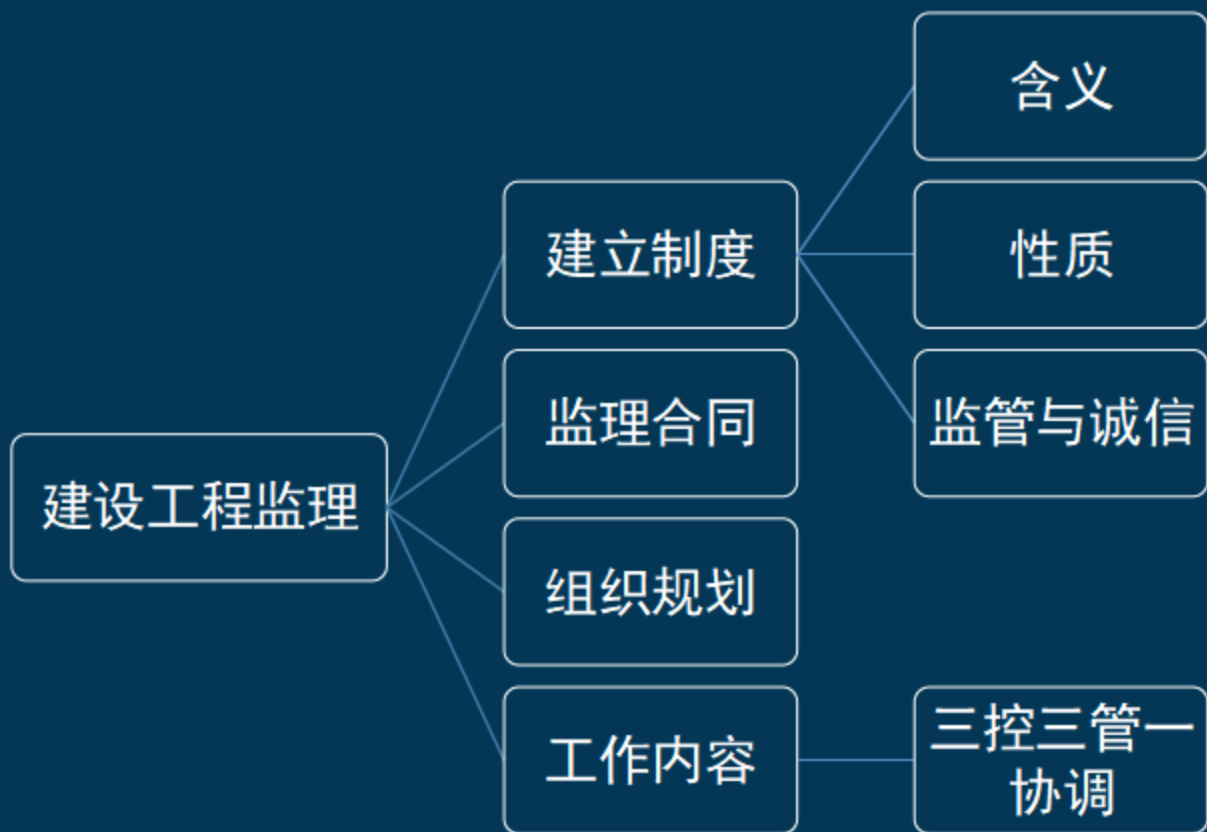 建设工程监理
建立制度
监理合同
组织规划
工作内容
含义
性质
监管与诚信
三控三管一
协调